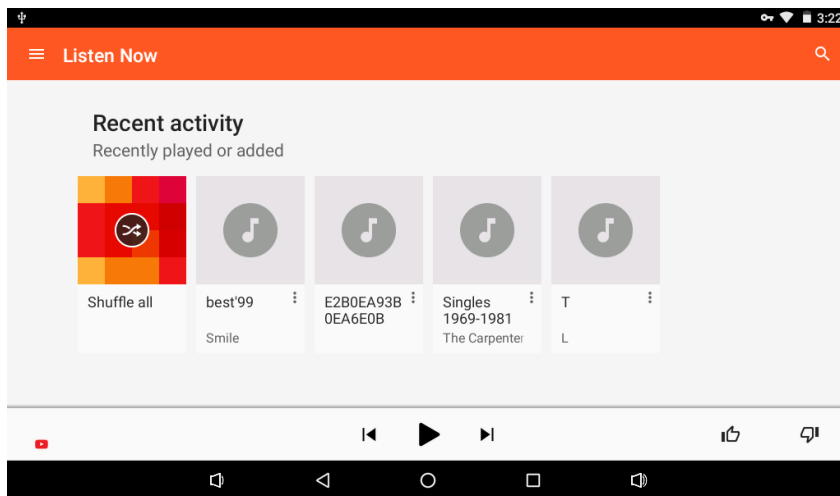 3:22
Listen Now
Recent activity
Recently played or added
Shuffle all
best'99
Smile
E2B0EA93B
0EA6E0B
Singles
1969-1981
The Carpenter
T
L